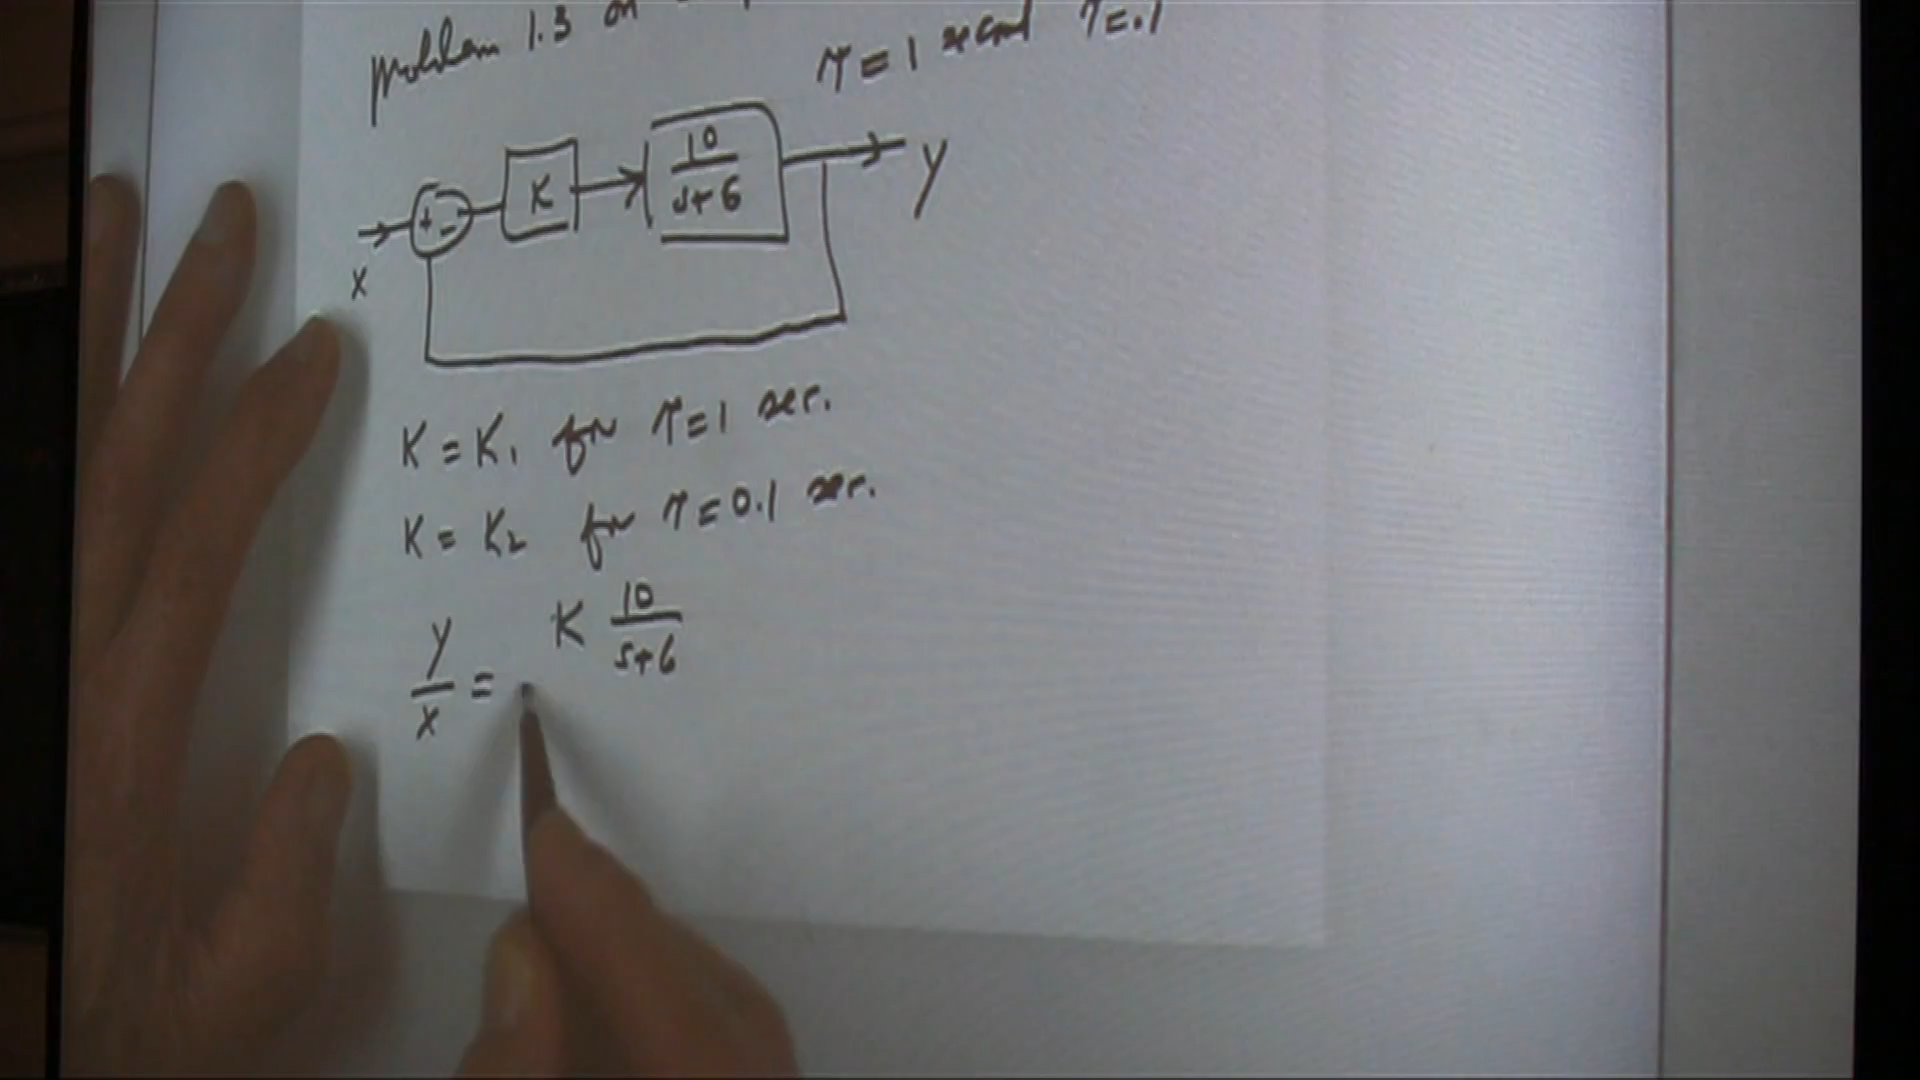 problem 1.3 on
τ = 1 second τ = .1
+ - K 10/(s+6) y
x
K = K₁ for τ = 1 sec.
K = K₂ for τ = 0.1 sec.
y/x = K 10/(s+6)